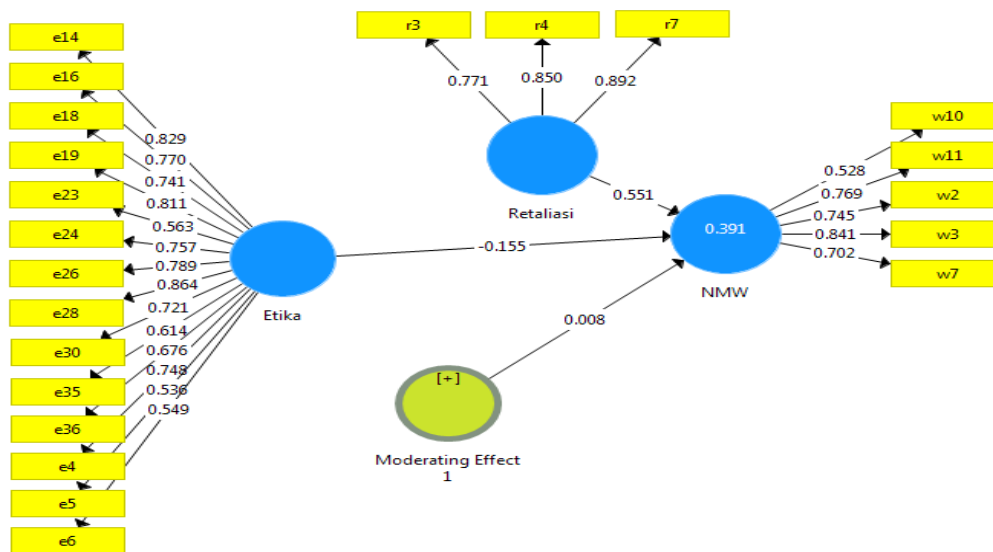 e14
e16
e18
e19
e23
e24
e26
e28
e30
e35
e36
e4
e5
e6
0.829
0.770
0.741
0.811
0.563
0.757
0.789
0.864
0.721
0.614
0.676
0.748
0.536
0.549
Etika
r3
r4
r7
0.771
0.850
0.892
Retaliasi
0.551
-0.155
0.008
[+]
Moderating Effect
1
0.391
NMW
0.528
0.769
0.745
0.841
0.702
w10
w11
w2
w3
w7